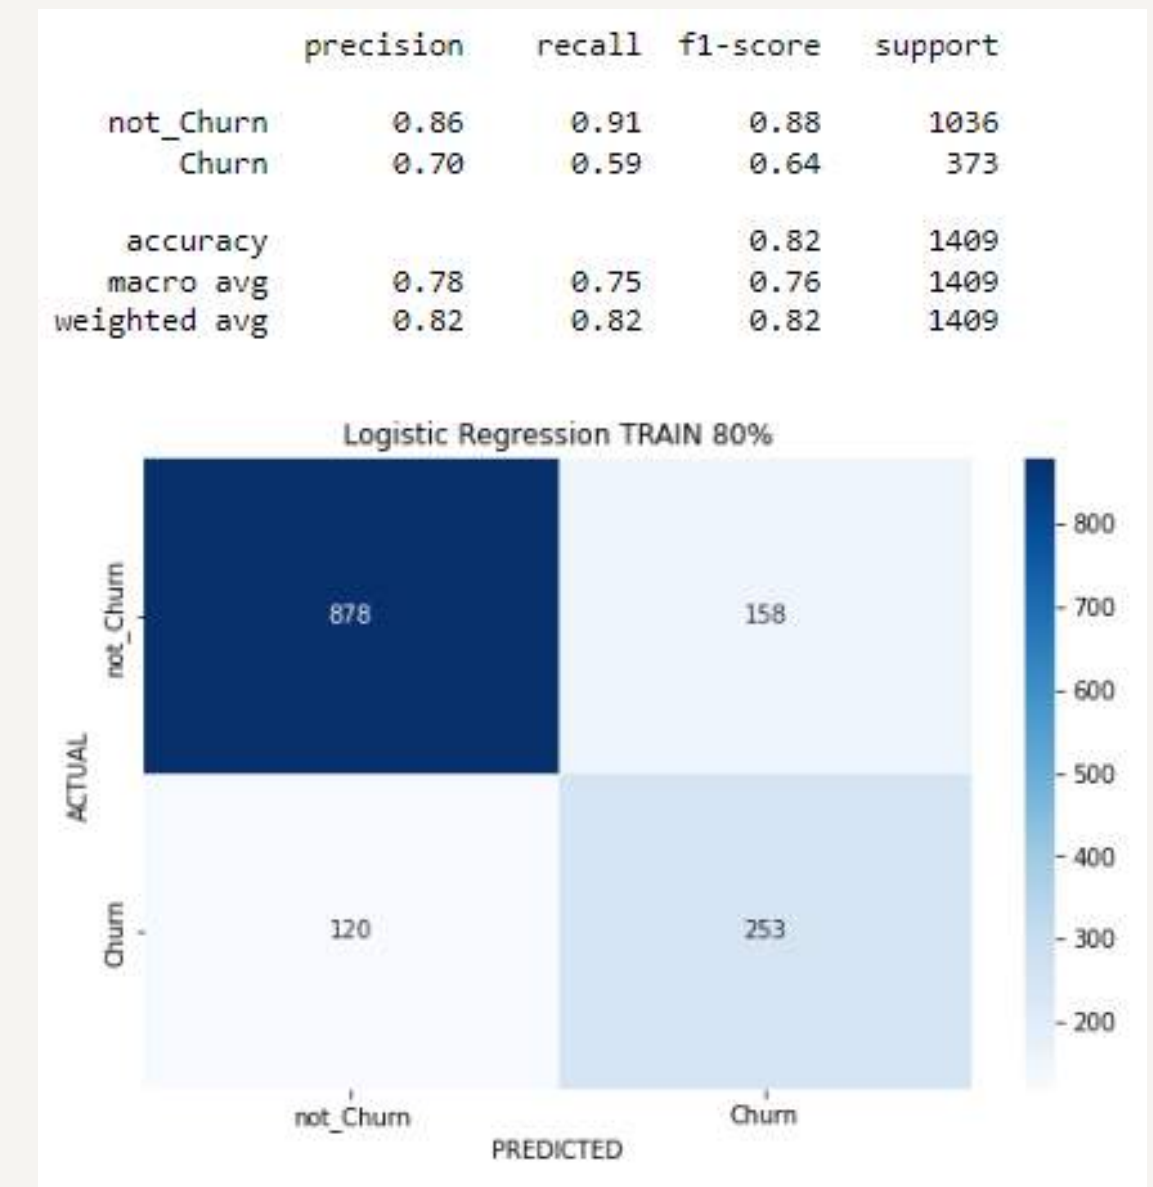 precision recall f1-score support
not_Churn 0.86 0.91 0.88 1036
Churn 0.70 0.59 0.64 373
accuracy 0.82 1409
macro avg 0.78 0.75 0.76 1409
weighted avg 0.82 0.82 0.82 1409
Logistic Regression TRAIN 80%
800
not_Churn 878 158
700
600
ACTUAL
500
400
Churn 120 253
300
200
not_Churn Churn
PREDICTED